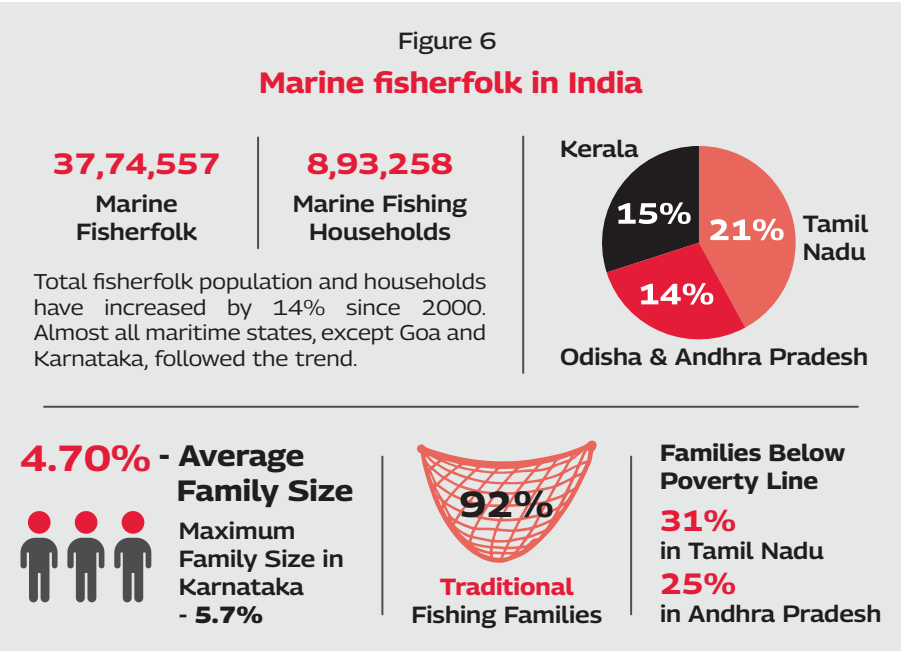 Figure 6
Marine fisherfolk in India
37,74,557
Marine
Fisherfolk
8,93,258
Marine Fishing
Households
Total fisherfolk population and households
have increased by 14% since 2000.
Almost all maritime states, except Goa and
Karnataka, followed the trend.
Kerala
15%
21%
Tamil
Nadu
14%
Odisha & Andhra Pradesh
4.70% - Average
Family Size
Maximum
Family Size in
Karnataka
- 5.7%
92%
Traditional
Fishing Families
Families Below
Poverty Line
31%
in Tamil Nadu
25%
in Andhra Pradesh